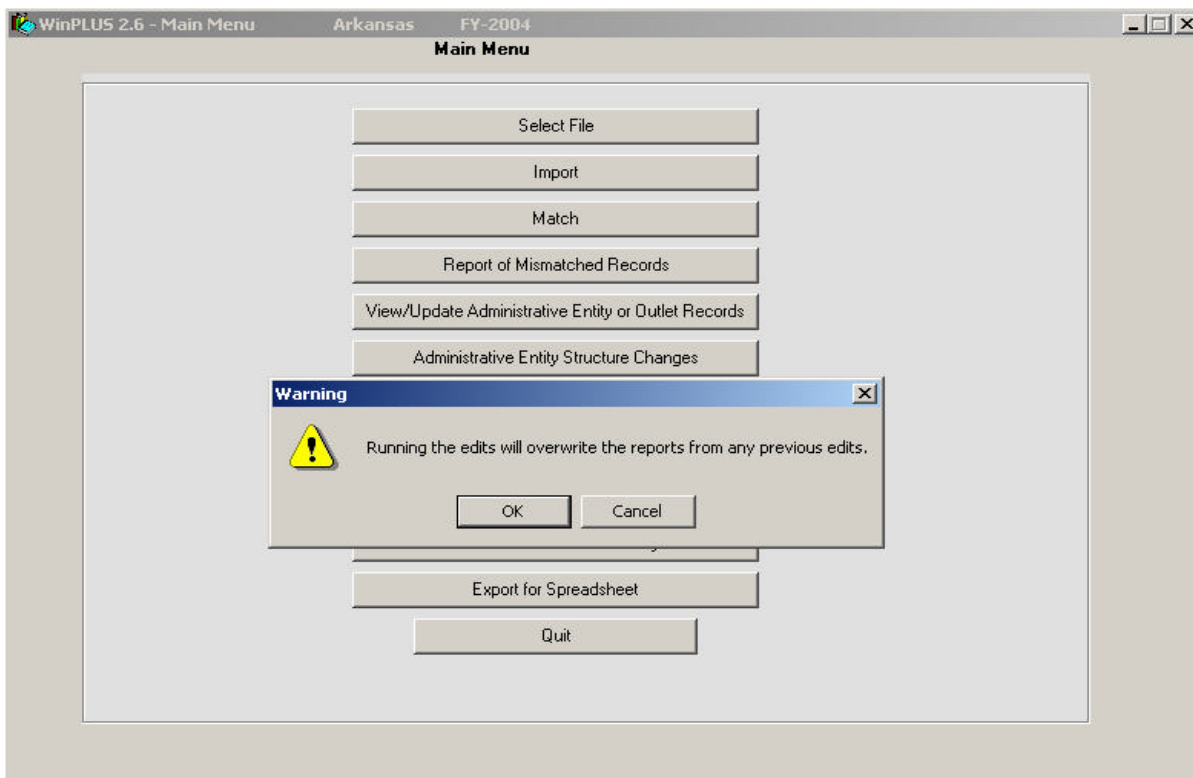 WinPLUS 2.6 - Main Menu Arkansas FY-2004
Main Menu
Select File
Import
Match
Report of Mismatched Records
View/Update Administrative Entity or Outlet Records
Administrative Entity Structure Changes
Warning
Running the edits will overwrite the reports from any previous edits.
OK Cancel
Export for Spreadsheet
Quit